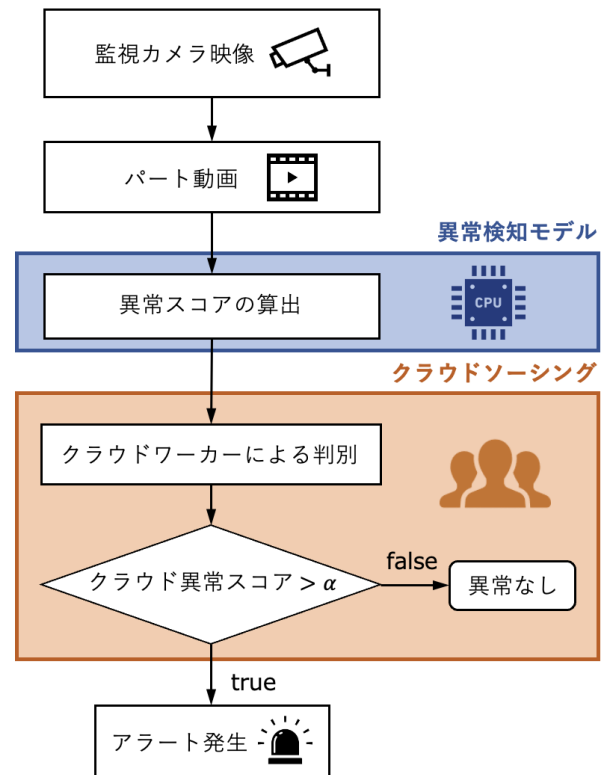 監視カメラ映像
パート動画
異常検知モデル
異常スコアの算出
CPU
クラウドソーシング
クラウドワーカーによる判別
クラウド異常スコア > α
false
異常なし
true
アラート発生